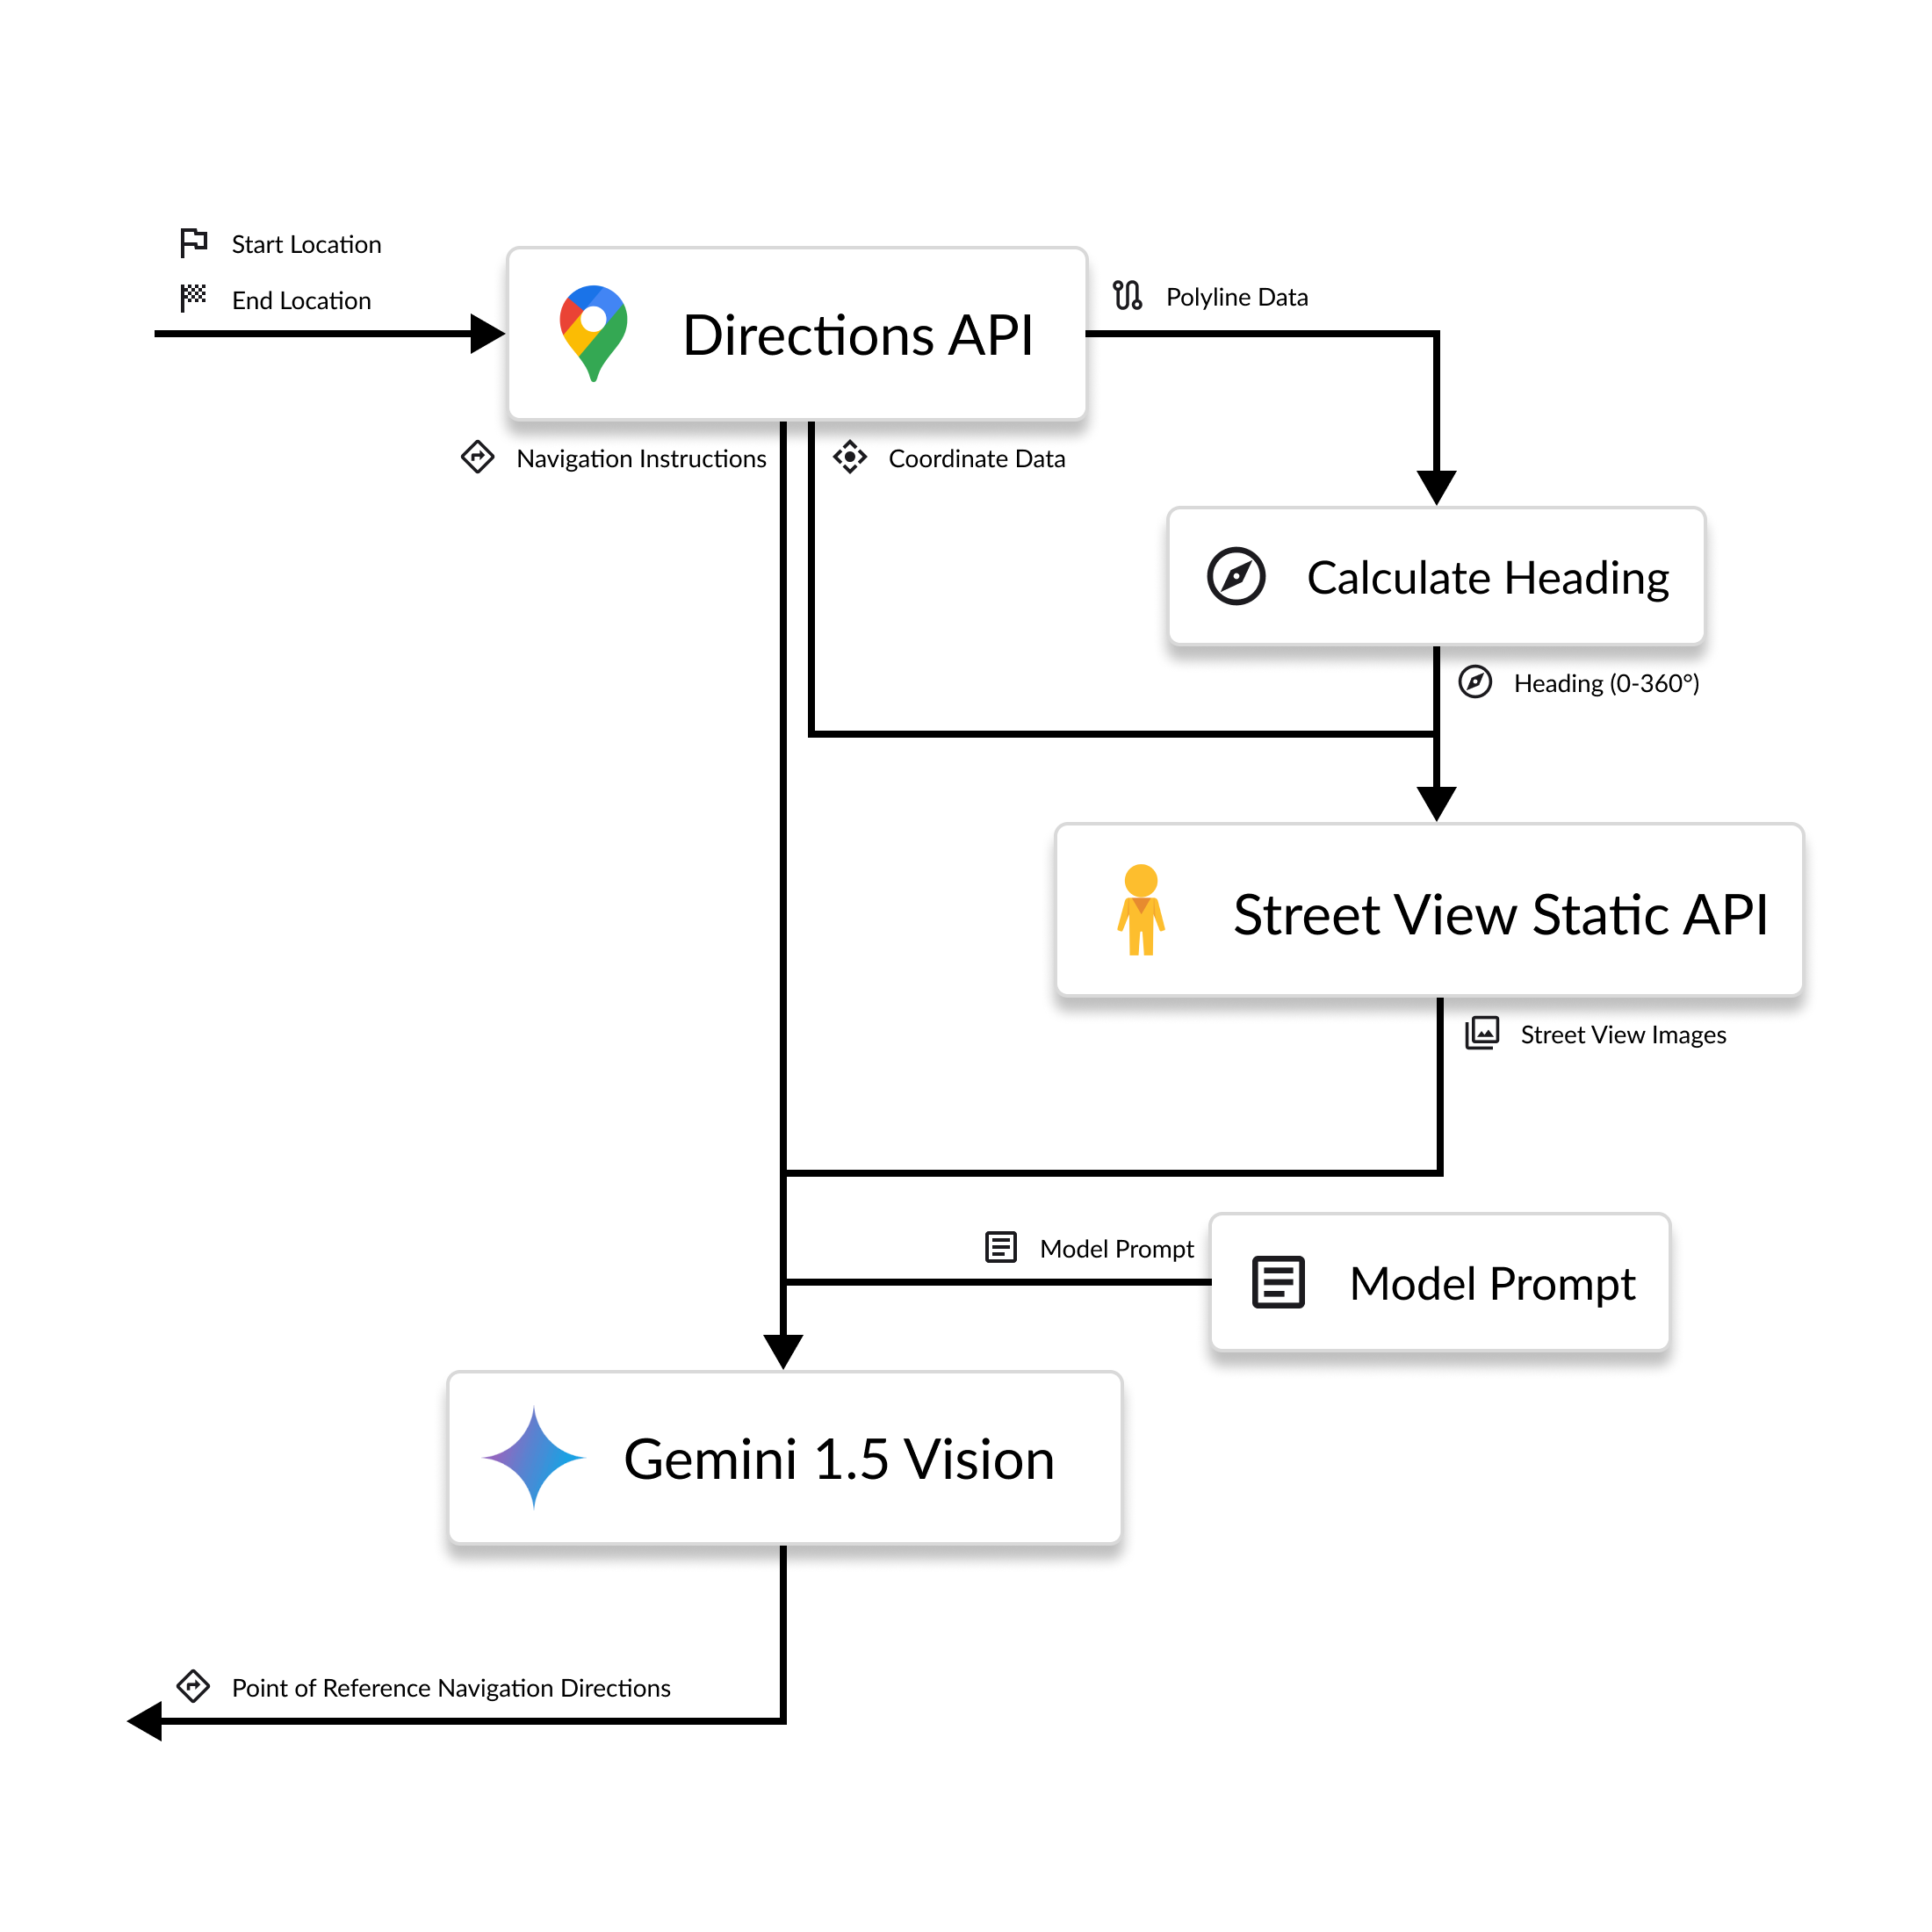 Start Location
End Location
Directions API
Polyline Data
Navigation Instructions
Coordinate Data
Calculate Heading
Heading (0-360°)
Street View Static API
Street View Images
Model Prompt
Model Prompt
Gemini 1.5 Vision
Point of Reference Navigation Directions